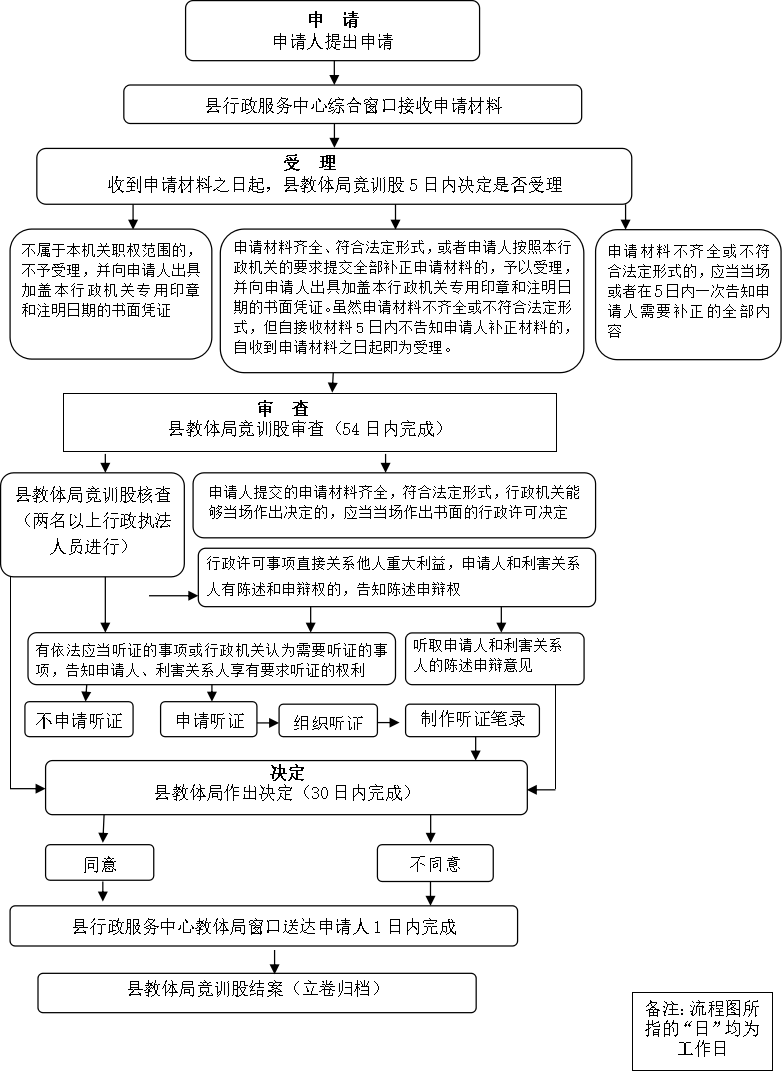 申　请
申请人提出申请
县行政服务中心综合窗口接收申请材料
受　理
收到申请材料之日起，县教体局竞训股5日内决定是否受理
不属于本机关职权范围的，
不予受理，并向申请人出具
加盖本行政机关专用印章
和注明日期的书面凭证
申请材料齐全、符合法定形式，或者申请人按照本行
政机关的要求提交全部补正申请材料的，予以受理，
并向申请人出具加盖本行政机关专用印章和注明日
期的书面凭证。虽然申请材料不齐全或不符合法定形
式，但自接收材料5日内不告知申请人补正材料的，
自收到申请材料之日起即为受理。
申请材料不齐全或不符
合法定形式的，应当当场
或者在5日内一次告知申
请人需要补正的全部内
容
审　查
县教体局竞训股审查（54日内完成）
县教体局竞训股核查
（两名以上行政执法
人员进行）
申请人提交的申请材料齐全，符合法定形式，行政机关能
够当场作出决定的，应当当场作出书面的行政许可决定
行政许可事项直接关系他人重大利益，申请人和利害关系
人有陈述和申辩权的，告知陈述申辩权
有依法应当听证的事项或行政机关认为需要听证的事
项，告知申请人、利害关系人享有要求听证的权利
听取申请人和利害关系
人的陈述申辩意见
不申请听证
申请听证
组织听证
制作听证笔录
决定
县教体局作出决定（30日内完成）
同意
不同意
县行政服务中心教体局窗口送达申请人1日内完成
县教体局竞训股结案（立卷归档）
备注：流程图所
指的“日”均为
工作日